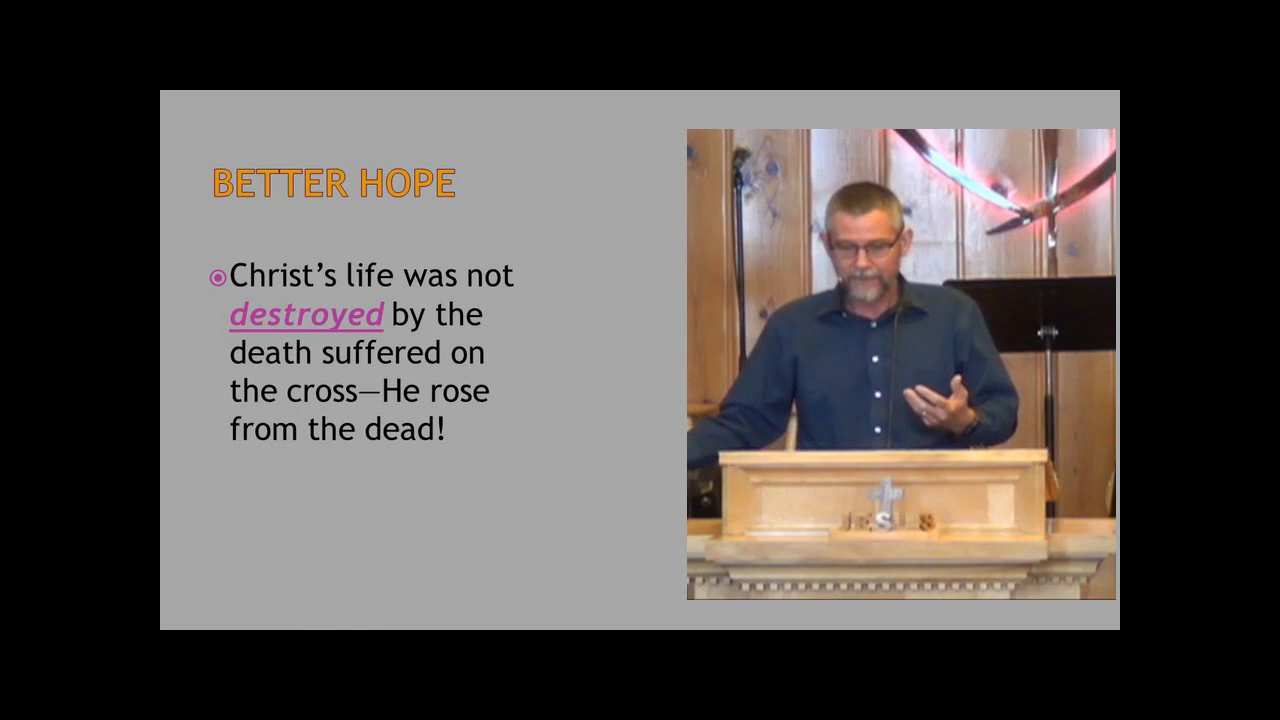 BETTER HOPE
Christ’s life was not
destroyed by the
death suffered on
the cross—He rose
from the dead!